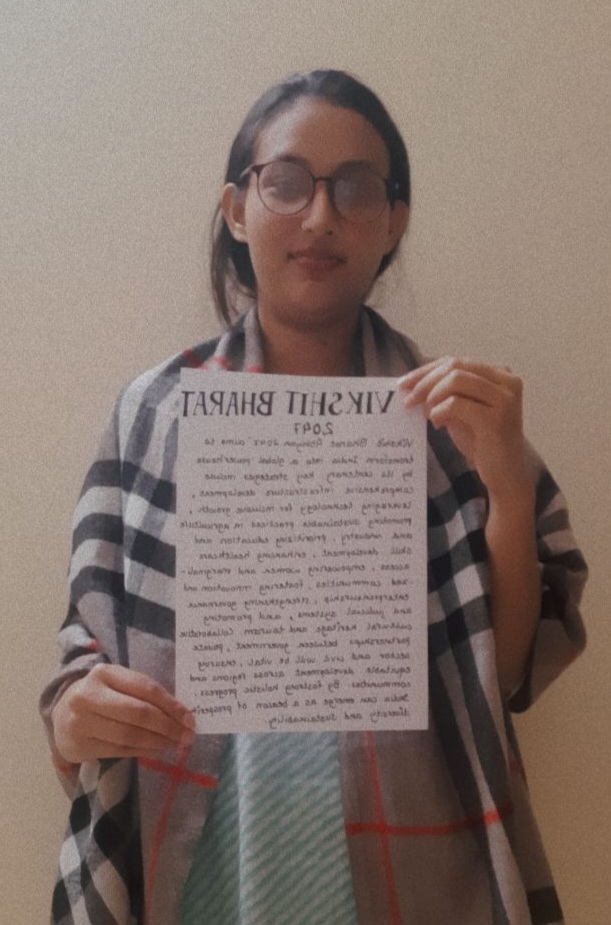 VIKSHIT BHARAT
2047
Vikshit Bharat Abhiyan 2047 aims to
transform India into a global powerhouse
by its centenary. Key strategies include
comprehensive infrastructure development,
leveraging technology for inclusive growth,
promoting sustainable practices in agriculture
and industry, prioritizing education and
skill development, enhancing healthcare
access, empowering women and marginal-
ized communities, fostering innovation and
entrepreneurship, strengthening governance
and judicial systems, and promoting
cultural heritage and tourism. Collaborative
partnerships between government, private
sector and civil will be vital, ensuring
equitable development across regions and
communities. By fostering holistic progress,
India can emerge as a beacon of prosperity
diversity and sustainability.